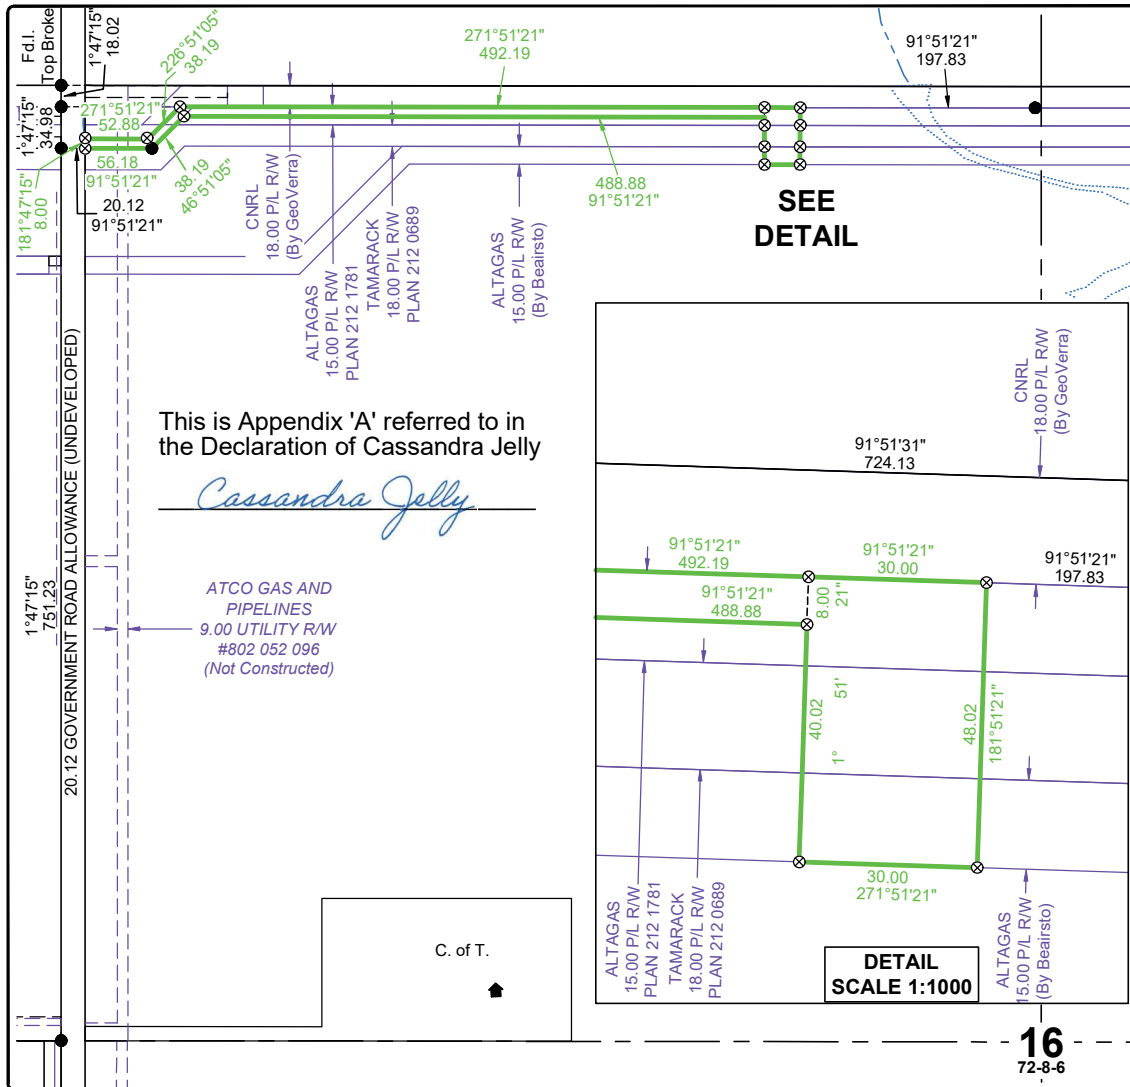 Fd.I.
Top Broke
1°47'15"
18.02
226°51'05"
38.19
271°51'21"
492.19
91°51'21"
197.83
1°47'15"
34.98
271°51'21"
52.88
56.18
91°51'21"
38.19
46°51'05"
181°47'15"
8.00
20.12
91°51'21"
488.88
91°51'21"
SEE
DETAIL
CNRL
18.00 P/L R/W
(By GeoVerra)
ALTAGAS
15.00 P/L R/W
PLAN 212 1781
TAMARACK
18.00 P/L R/W
PLAN 212 0689
ALTAGAS
15.00 P/L R/W
(By Beairsto)
This is Appendix 'A' referred to in
the Declaration of Cassandra Jelly
Cassandra Jelly
20.12 GOVERNMENT ROAD ALLOWANCE (UNDEVELOPED)
1°47'15"
751.23
ATCO GAS AND
PIPELINES
9.00 UTILITY R/W
#802 052 096
(Not Constructed)
C. of T.
CNRL
18.00 P/L R/W
(By GeoVerra)
91°51'31"
724.13
91°51'21"
492.19
91°51'21"
30.00
91°51'21"
197.83
91°51'21"
488.88
8.00
40.02
1° 51' 21"
48.02
181°51'21"
30.00
271°51'21"
ALTAGAS
15.00 P/L R/W
PLAN 212 1781
TAMARACK
18.00 P/L R/W
PLAN 212 0689
ALTAGAS
15.00 P/L R/W
(By Beairsto)
DETAIL
SCALE 1:1000
16
72-8-6